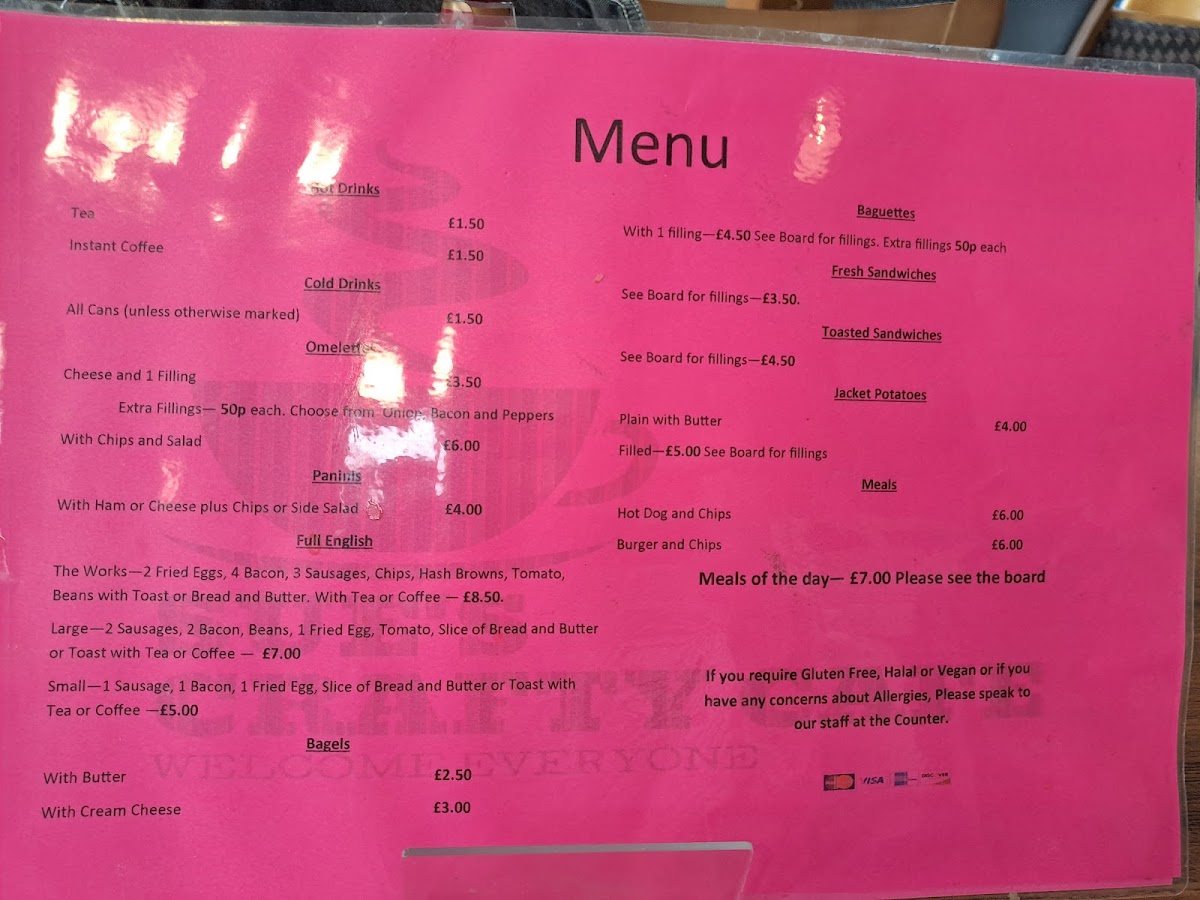 Menu
Hot Drinks
Tea £1.50
Instant Coffee £1.50
Cold Drinks
All Cans (unless otherwise marked) £1.50
Omelettes
Cheese and 1 Filling £3.50
Extra Fillings— 50p each. Choose from Onion, Bacon and Peppers
With Chips and Salad £6.00
Paninis
With Ham or Cheese plus Chips or Side Salad £4.00
Full English
The Works—2 Fried Eggs, 4 Bacon, 3 Sausages, Chips, Hash Browns, Tomato,
Beans with Toast or Bread and Butter. With Tea or Coffee — £8.50.
Large—2 Sausages, 2 Bacon, Beans, 1 Fried Egg, Tomato, Slice of Bread and Butter
or Toast with Tea or Coffee — £7.00
Small—1 Sausage, 1 Bacon, 1 Fried Egg, Slice of Bread and Butter or Toast with
Tea or Coffee —£5.00
Bagels
With Butter £2.50
With Cream Cheese £3.00
Baguettes
With 1 filling—£4.50 See Board for fillings. Extra fillings 50p each
Fresh Sandwiches
See Board for fillings—£3.50.
Toasted Sandwiches
See Board for fillings—£4.50
Jacket Potatoes
Plain with Butter £4.00
Filled—£5.00 See Board for fillings
Meals
Hot Dog and Chips £6.00
Burger and Chips £6.00
Meals of the day— £7.00 Please see the board
If you require Gluten Free, Halal or Vegan or if you
have any concerns about Allergies, Please speak to
our staff at the Counter.
VISA DISCOVER
CRAFTY
WELCOME EVERYONE